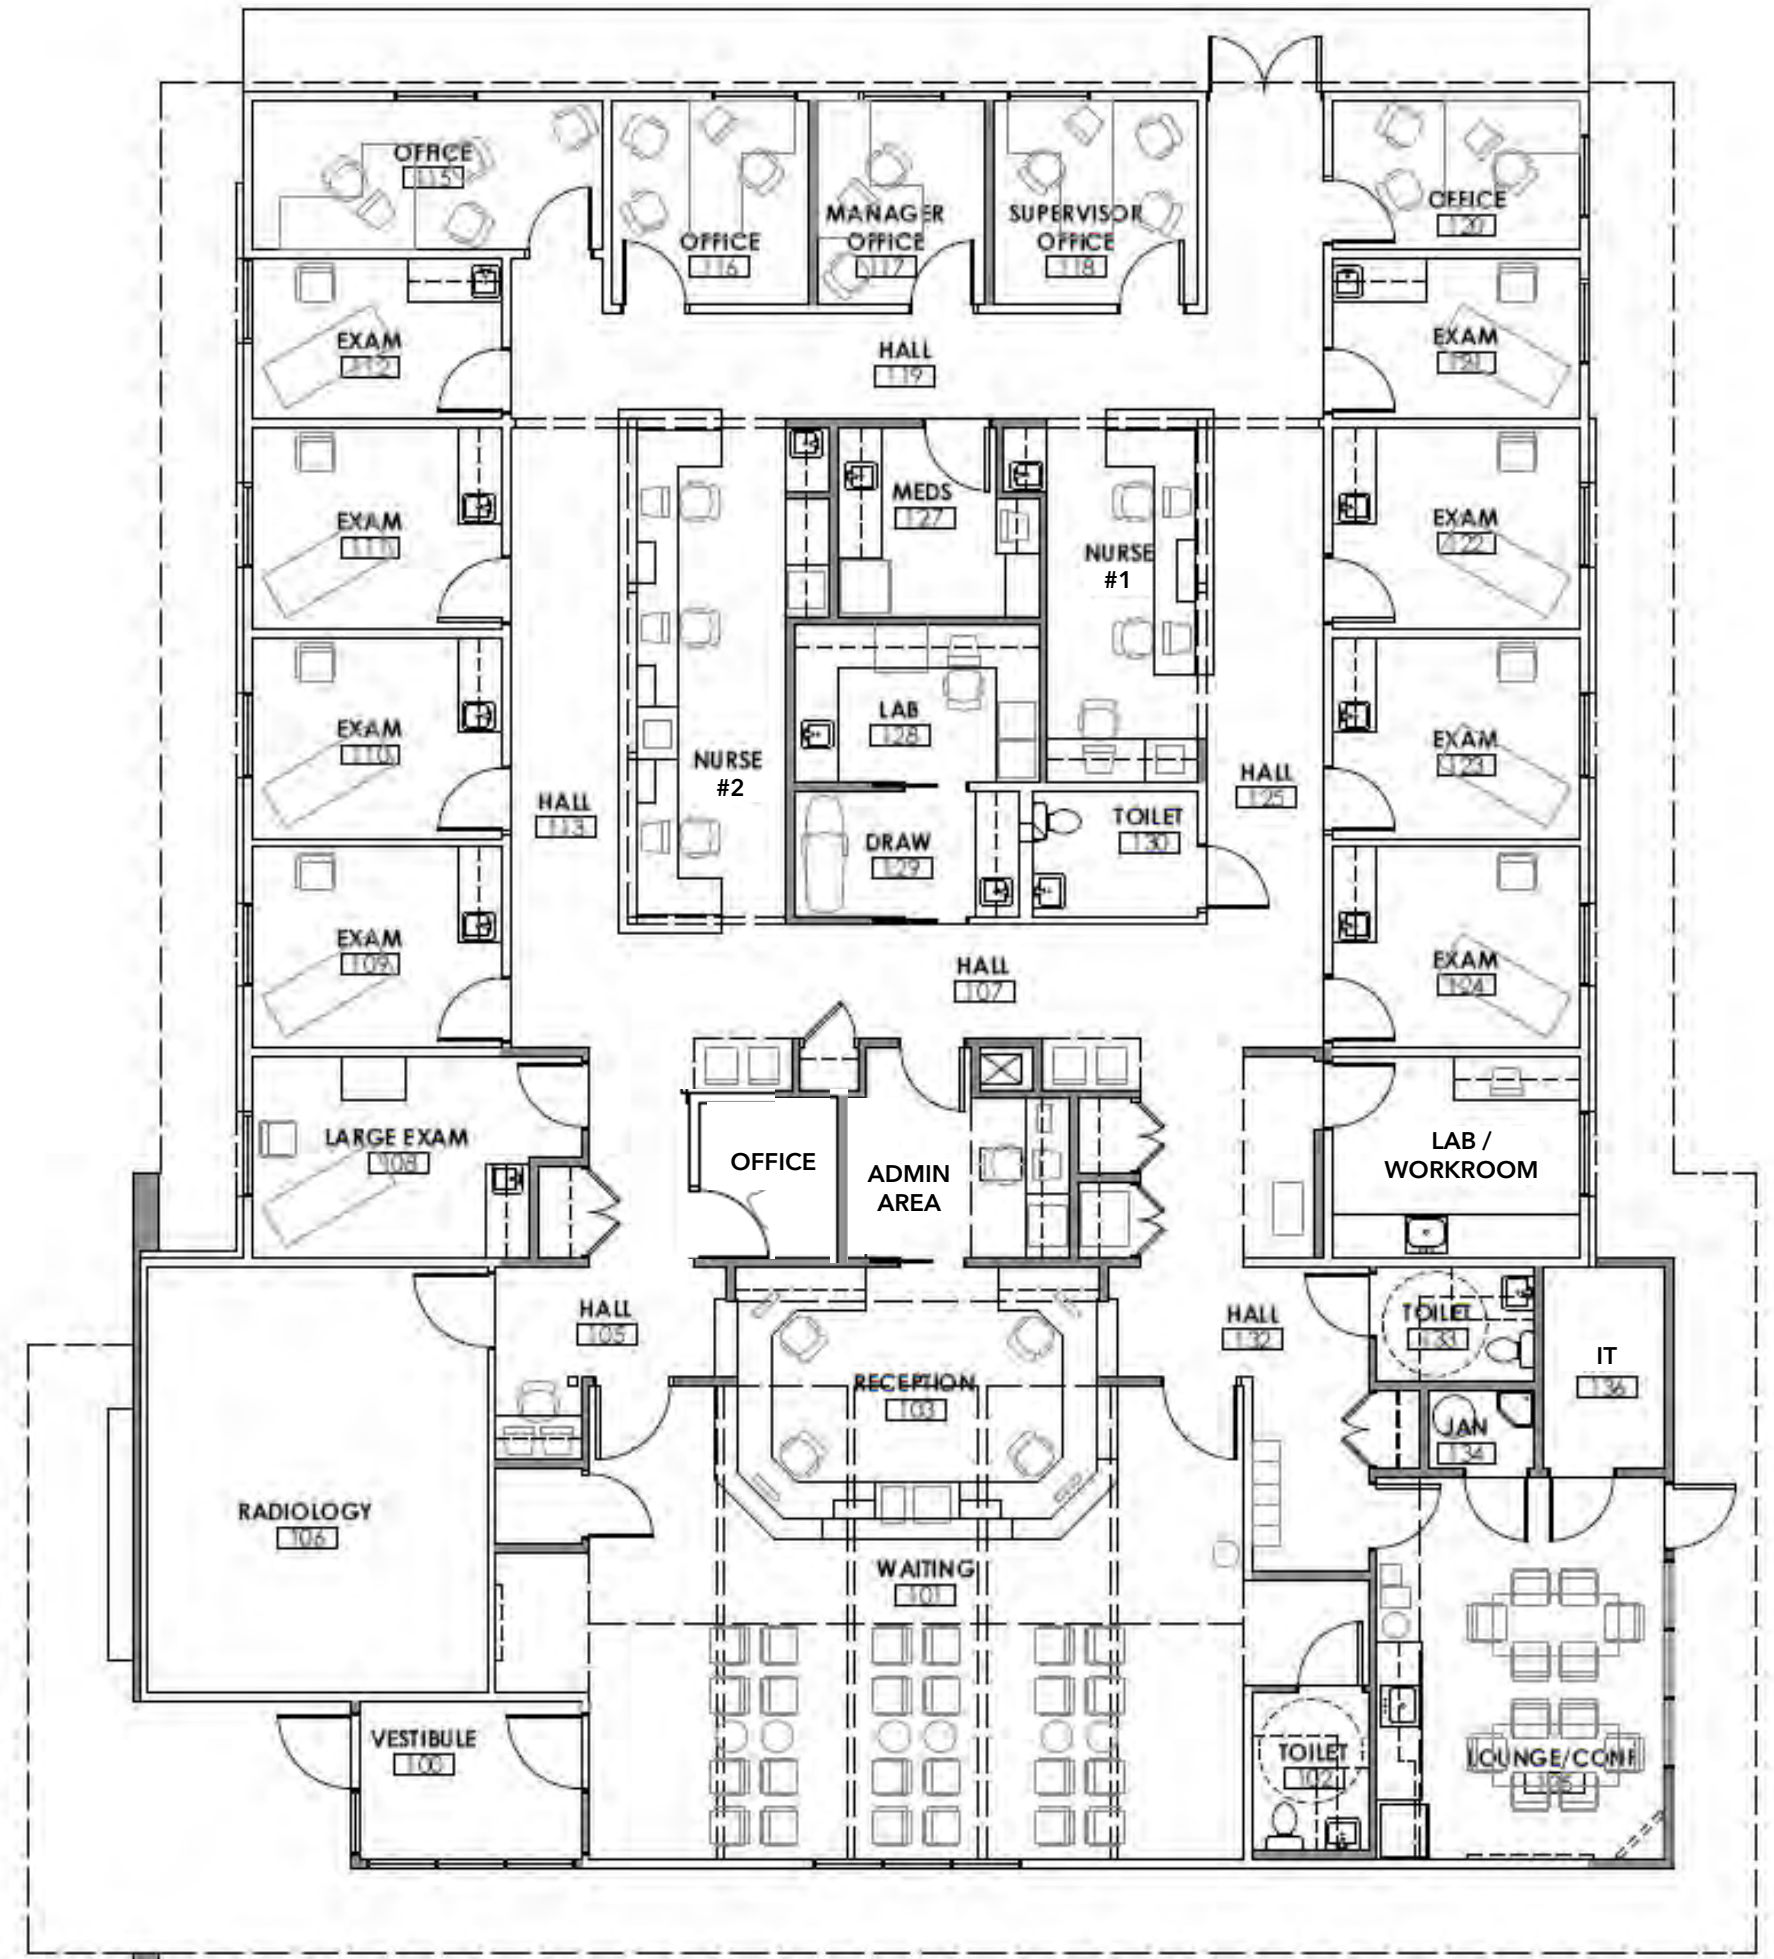 OFFICE
115
OFFICE
116
MANAGER
OFFICE
117
SUPERVISOR
OFFICE
118
OFFICE
120
EXAM
112
HALL
119
EXAM
121
EXAM
111
MEDS
127
NURSE
#1
EXAM
122
EXAM
110
NURSE
#2
LAB
128
HALL
113
HALL
125
EXAM
123
DRAW
129
TOILET
130
EXAM
109
HALL
107
EXAM
124
LARGE EXAM
108
OFFICE
ADMIN
AREA
LAB /
WORKROOM
HALL
105
HALL
132
TOILET
133
IT
136
RECEPTION
103
JAN
134
RADIOLOGY
106
WAITING
101
VESTIBULE
100
TOILET
102
LOUNGE/CONF